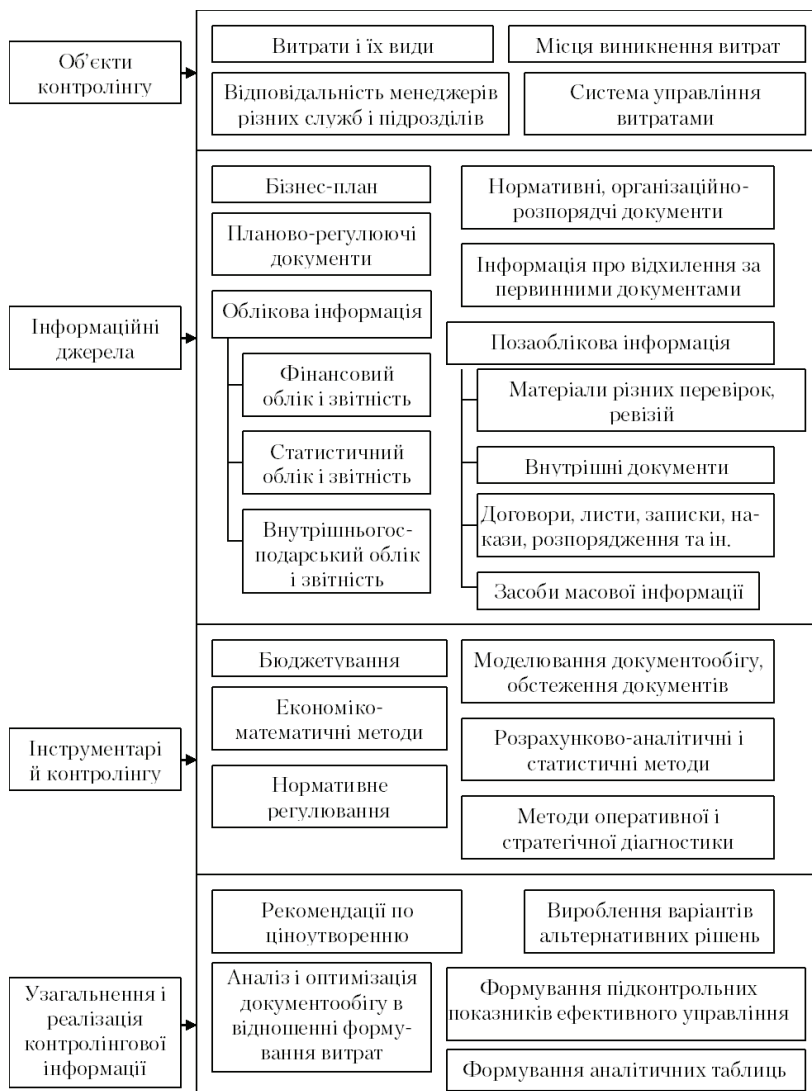 Об’єкти
контролінгу
Витрати і їх види
Місця виникнення витрат
Відповідальність менеджерів
різних служб і підрозділів
Система управління
витратами
Інформаційні
джерела
Бізнес-план
Планово-регулюючі
документи
Облікова інформація
Фінансовий
облік і звітність
Статистичний
облік і звітність
Внутрішньогос-
подарський облік
і звітність
Нормативні, організаційно-
розпорядчі документи
Інформація про відхилення за
первинними документами
Позаоблікова інформація
Матеріали різних перевірок,
ревізій
Внутрішні документи
Договори, листи, записки, на-
кази, розпорядження та ін.
Засоби масової інформації
Інструментарі
й контролінгу
Бюджетування
Економіко-
математичні методи
Нормативне
регулювання
Моделювання документообігу,
обстеження документів
Розрахунково-аналітичні і
статистичні методи
Методи оперативної і
стратегічної діагностики
Узагальнення і
реалізація
контролінгової
інформації
Рекомендації по
ціноутворенню
Вироблення варіантів
альтернативних рішень
Аналіз і оптимізація
документообігу в
відношенні форму-
вання витрат
Формування підконтрольних
показників ефективного управління
Формування аналітичних таблиць